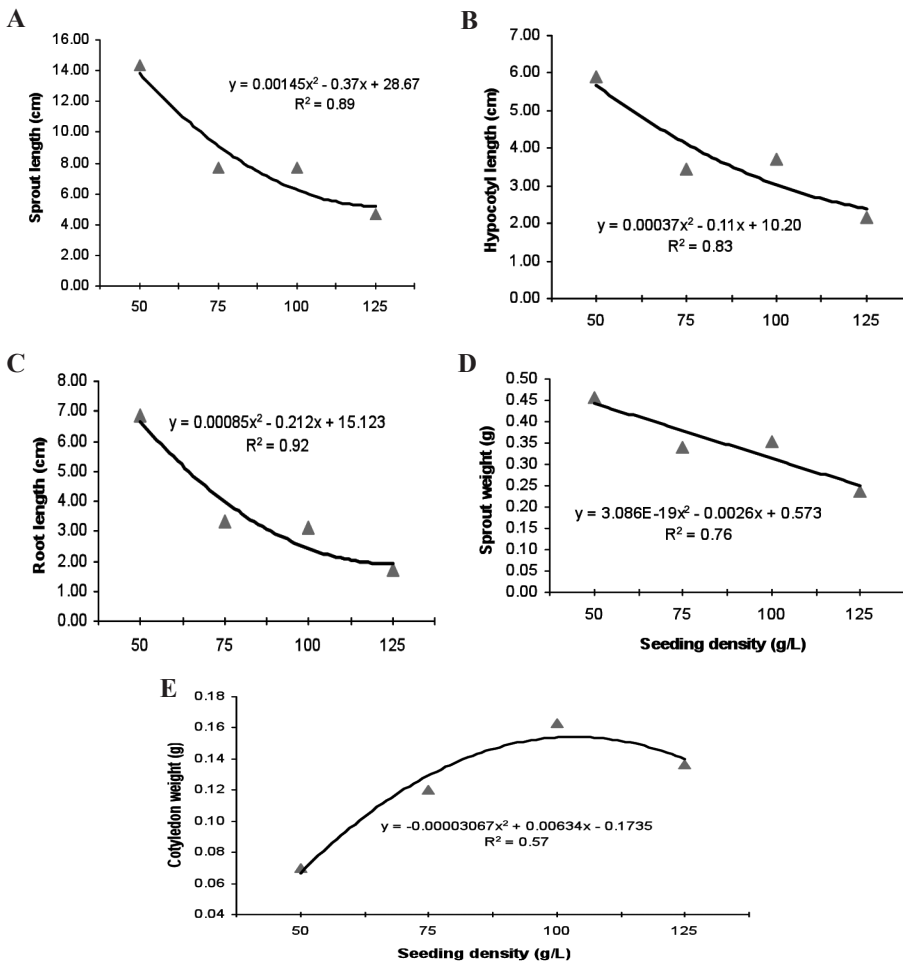 A
16.00
14.00
12.00
10.00
8.00
6.00
4.00
2.00
0.00
Sprout length (cm)
y = 0.00145x² - 0.37x + 28.67
R² = 0.89
50 75 100 125
B
7.00
6.00
5.00
4.00
3.00
2.00
1.00
0.00
Hypocotyl length (cm)
y = 0.00037x² - 0.11x + 10.20
R² = 0.83
50 75 100 125
C
8.00
7.00
6.00
5.00
4.00
3.00
2.00
1.00
0.00
Root length (cm)
y = 0.00085x² - 0.212x + 15.123
R² = 0.92
50 75 100 125
D
0.50
0.45
0.40
0.35
0.30
0.25
0.20
0.15
0.10
0.05
0.00
Sprout weight (g)
y = 3.086E-19x² - 0.0026x + 0.573
R² = 0.76
50 75 100 125
Seeding density (g/L)
E
0.18
0.16
0.14
0.12
0.10
0.08
0.06
0.04
Cotyledon weight (g)
y = -0.00003067x² + 0.00634x - 0.1735
R² = 0.57
50 75 100 125
Seeding density (g/L)